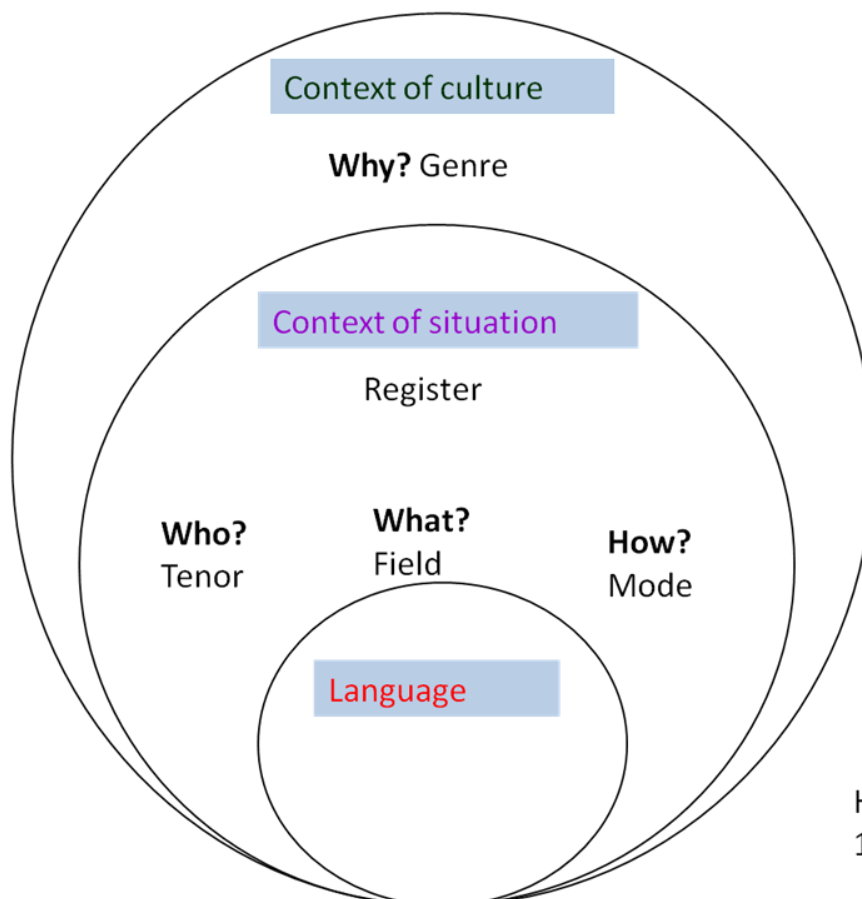 Context of culture
Why? Genre
Context of situation
Register
Who?
Tenor
What?
Field
How?
Mode
Language